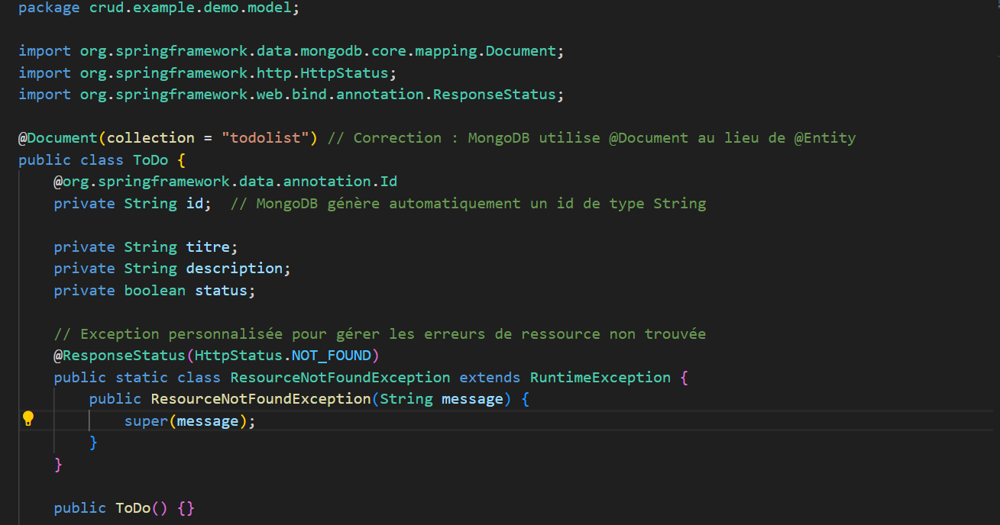 package crud.example.demo.model;
import org.springframework.data.mongodb.core.mapping.Document;
import org.springframework.http.HttpStatus;
import org.springframework.web.bind.annotation.ResponseStatus;
@Document(collection = "todolist") // Correction : MongoDB utilise @Document au lieu de @Entity
public class ToDo {
@org.springframework.data.annotation.Id
private String id;  // MongoDB génère automatiquement un id de type String
private String titre;
private String description;
private boolean status;
// Exception personnalisée pour gérer les erreurs de ressource non trouvée
@ResponseStatus(HttpStatus.NOT_FOUND)
public static class ResourceNotFoundException extends RuntimeException {
public ResourceNotFoundException(String message) {
super(message);
}
}
public ToDo() {}